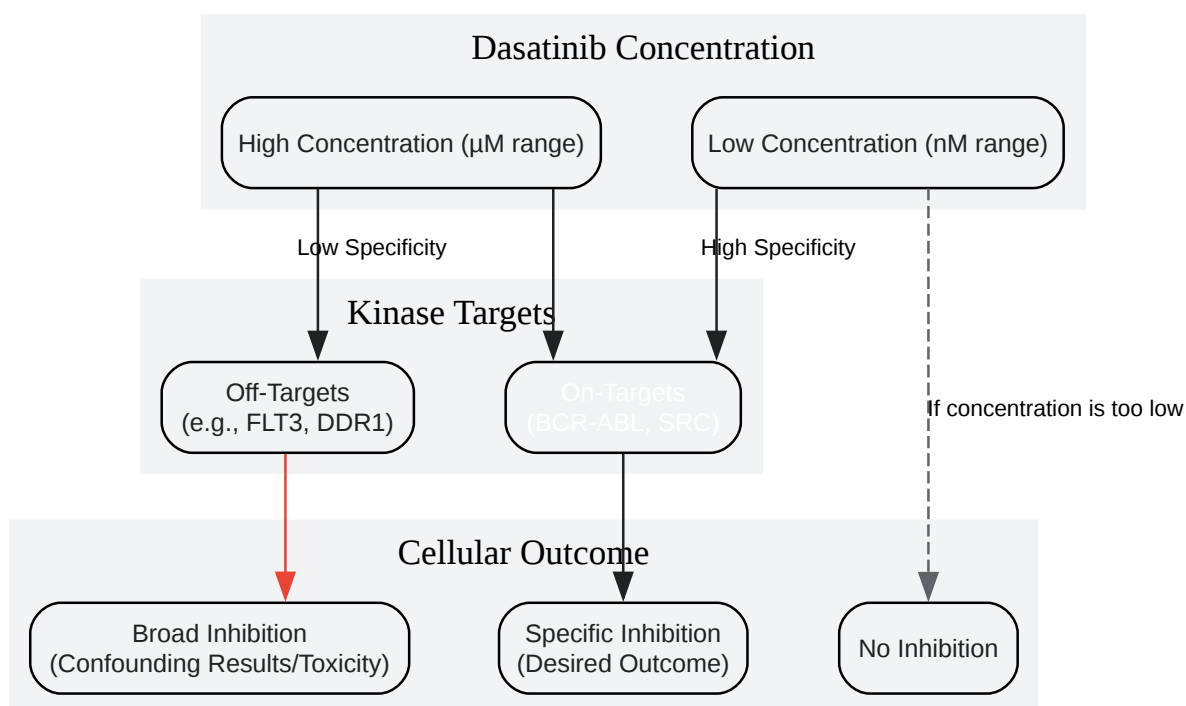 Dasatinib Concentration
High Concentration (µM range)
Low Concentration (nM range)
Low Specificity
High Specificity
Kinase Targets
Off-Targets
(e.g., FLT3, DDR1)
On-Targets
(BCR-ABL, SRC)
If concentration is too low
Cellular Outcome
Broad Inhibition
(Confounding Results/Toxicity)
Specific Inhibition
(Desired Outcome)
No Inhibition